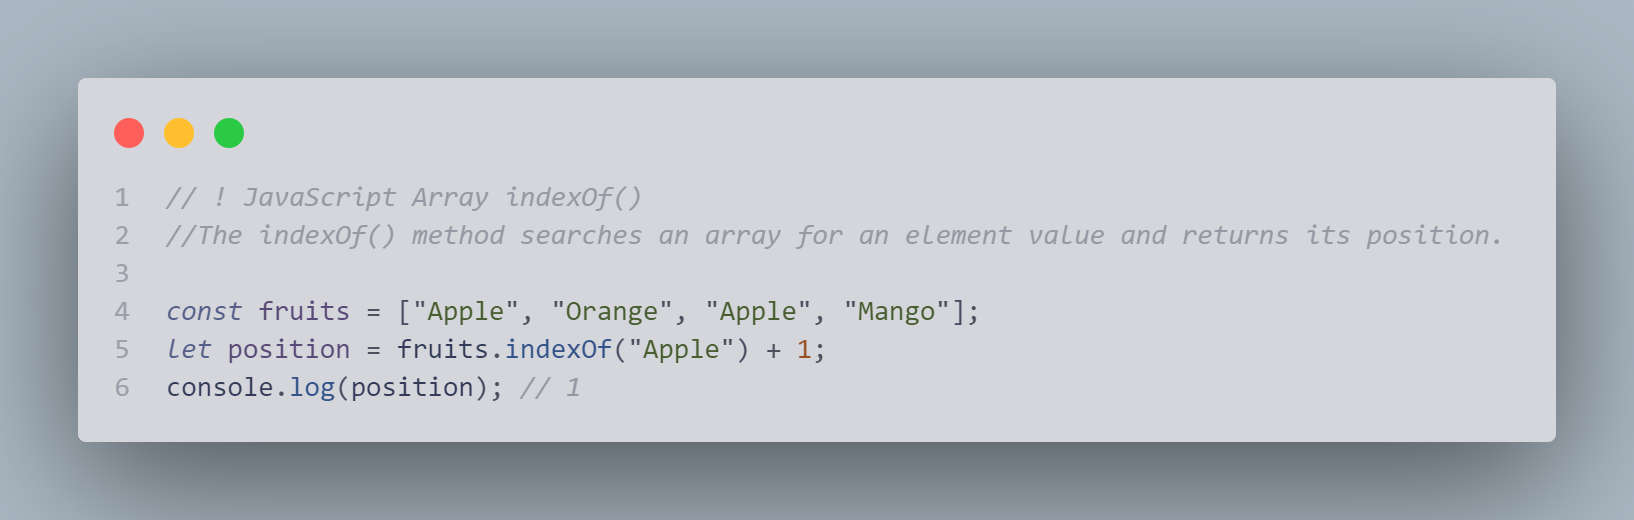 1 // ! JavaScript Array indexOf()
2 //The indexOf() method searches an array for an element value and returns its position.
3
4 const fruits = ["Apple", "Orange", "Apple", "Mango"];
5 let position = fruits.indexOf("Apple") + 1;
6 console.log(position); // 1